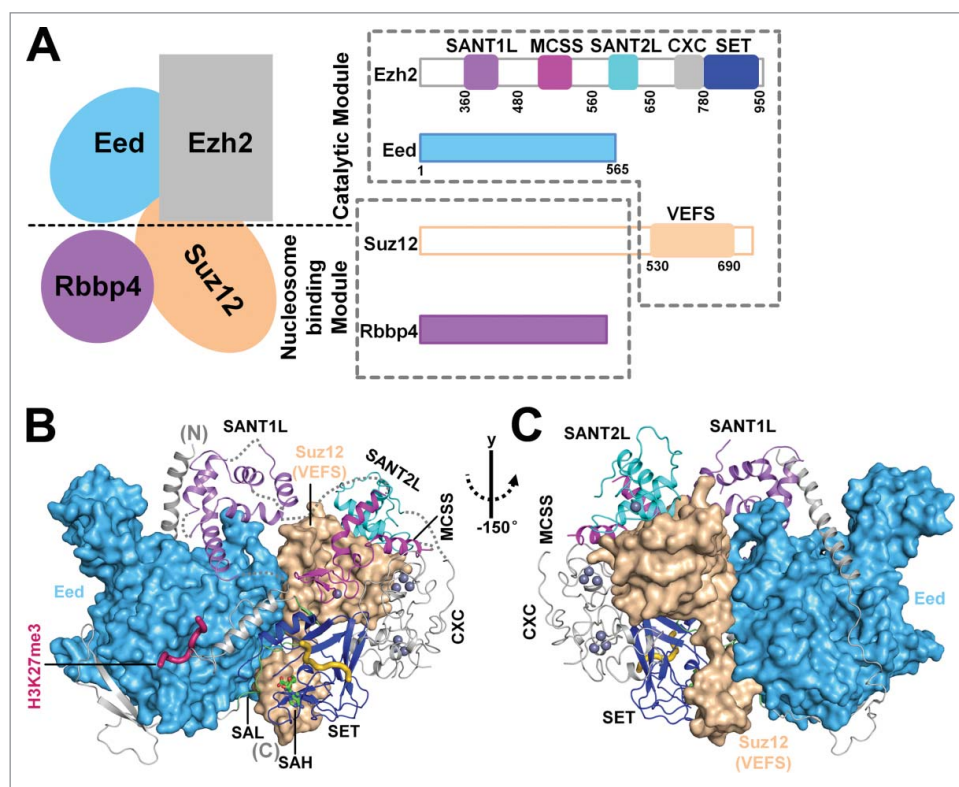 A
Eed
Ezh2
Rbbp4
Suz12
Catalytic Module
Nucleosome
binding
Module
SANT1L MCSS SANT2L CXC SET
Ezh2
360 480 560 650 780 950
Eed
1 565
VEFS
Suz12
530 690
Rbbp4
B
(N)
SANT1L
Suz12
(VEFS)
SANT2L
MCSS
Eed
CXC
H3K27me3
SAL
(C)
SAH
SET
y
-150°
C
SANT2L
SANT1L
MCSS
CXC
Eed
SET
Suz12
(VEFS)